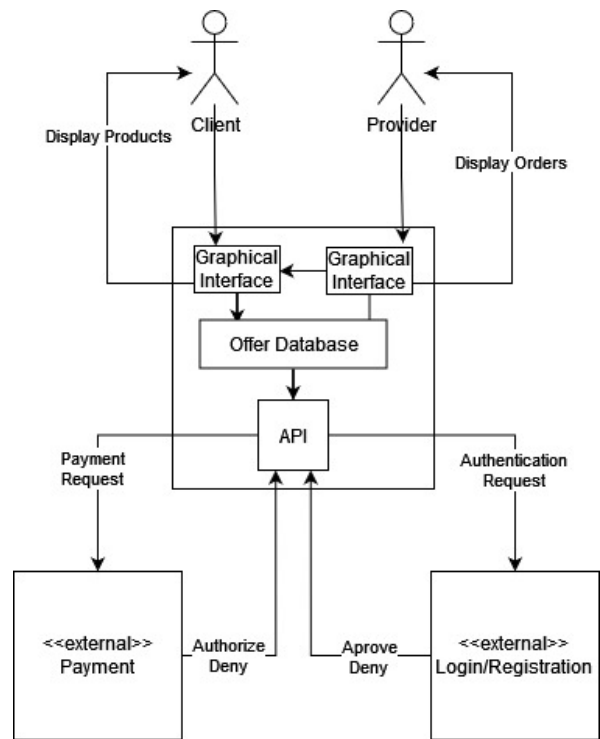 Client
Provider
Display Products
Display Orders
Graphical
Interface
Graphical
Interface
Offer Database
API
Payment
Request
Authentication
Request
<<external>>
Payment
Authorize
Deny
Aprove
Deny
<<external>>
Login/Registration